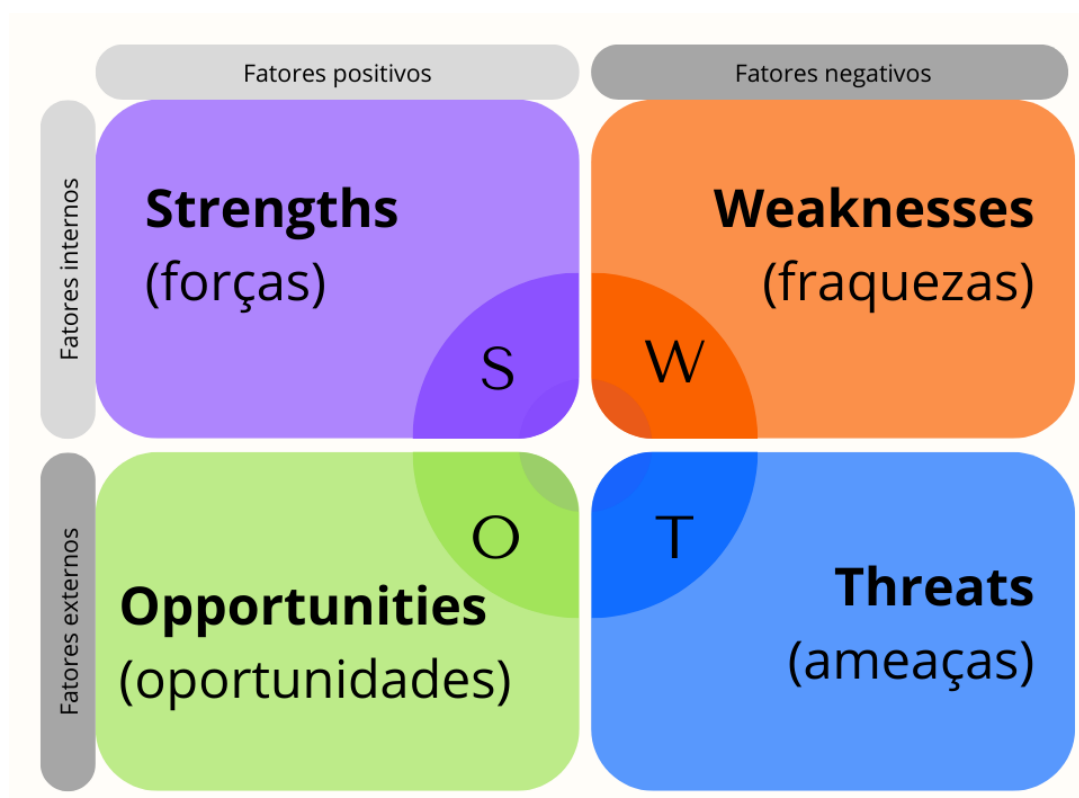 Fatores positivos
Fatores negativos
Fatores internos
Strengths
(forças)
S
Weaknesses
(fraquezas)
W
Fatores externos
O
Opportunities
(oportunidades)
T
Threats
(ameaças)